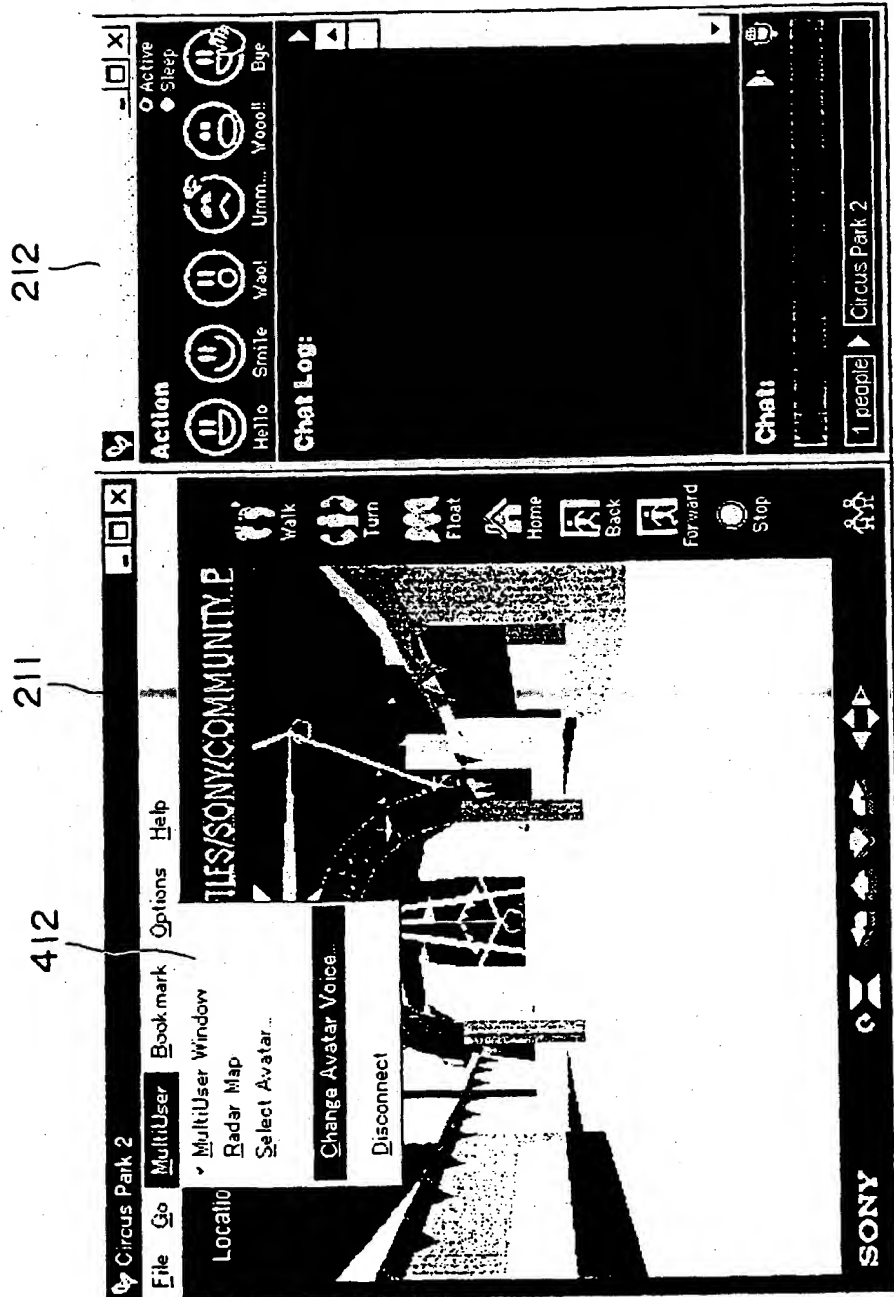 211
212
Circus Park 2
File Go MultiUser Bookmark Options Help
412
✓ MultiUser Window
Radar Map
Select Avatar...
Change Avatar Voice...
Disconnect
Locatio
FILES/SONY/COMMUNITY P
Walk
Turn
Float
Home
Back
Forward
Stop
SONY
Action
Active
Sleep
Hello Smile Wao! Umm... Wooo!! Bye
Chat Log:
Chat:
1 people Circus Park 2